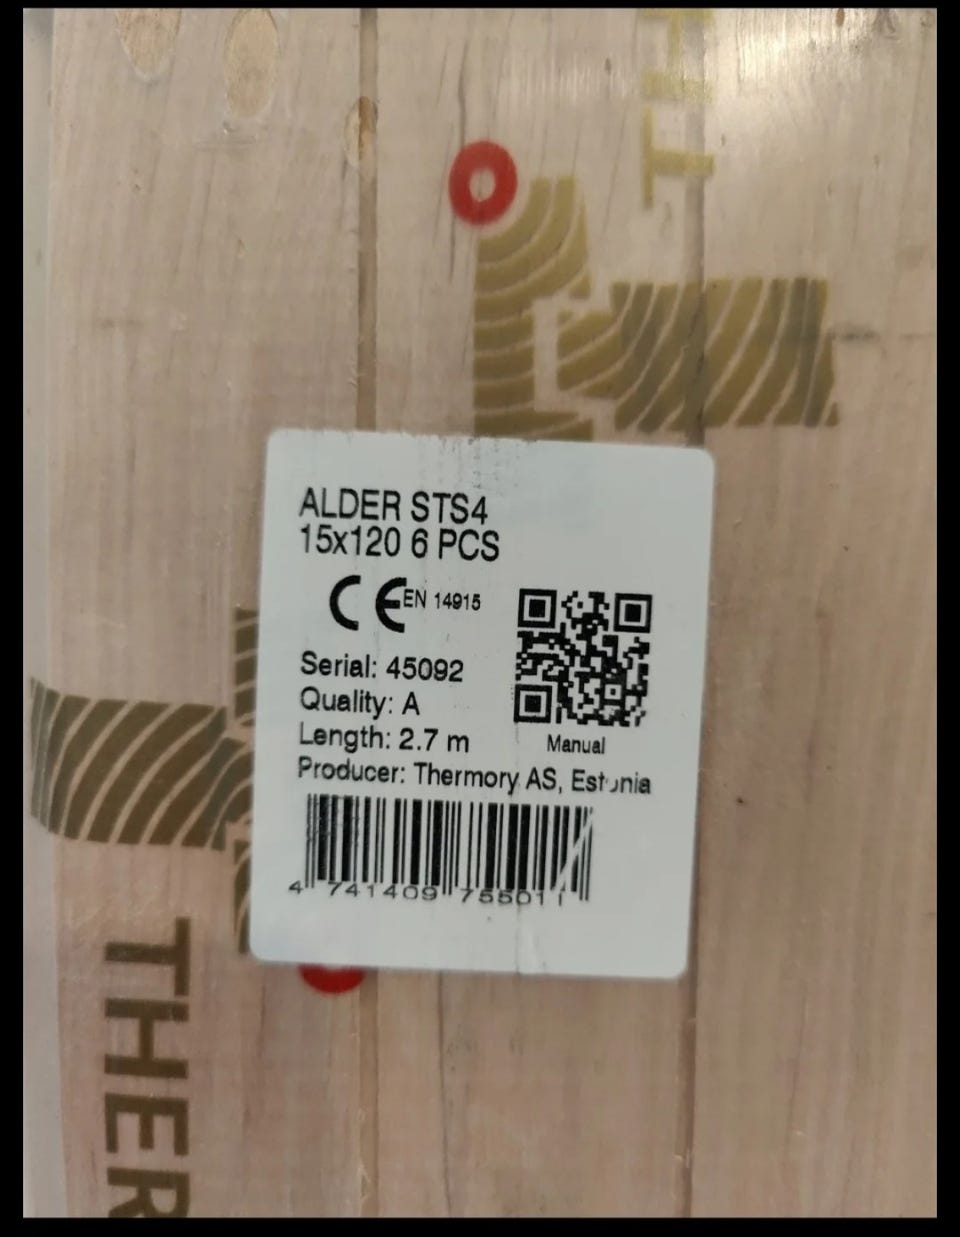 TH
ALDER STS4
15x120 6 PCS
CE EN 14915
Serial: 45092
Quality: A
Length: 2.7 m
Manual
Producer: Thermory AS, Estonia
4 741409 755011
THER